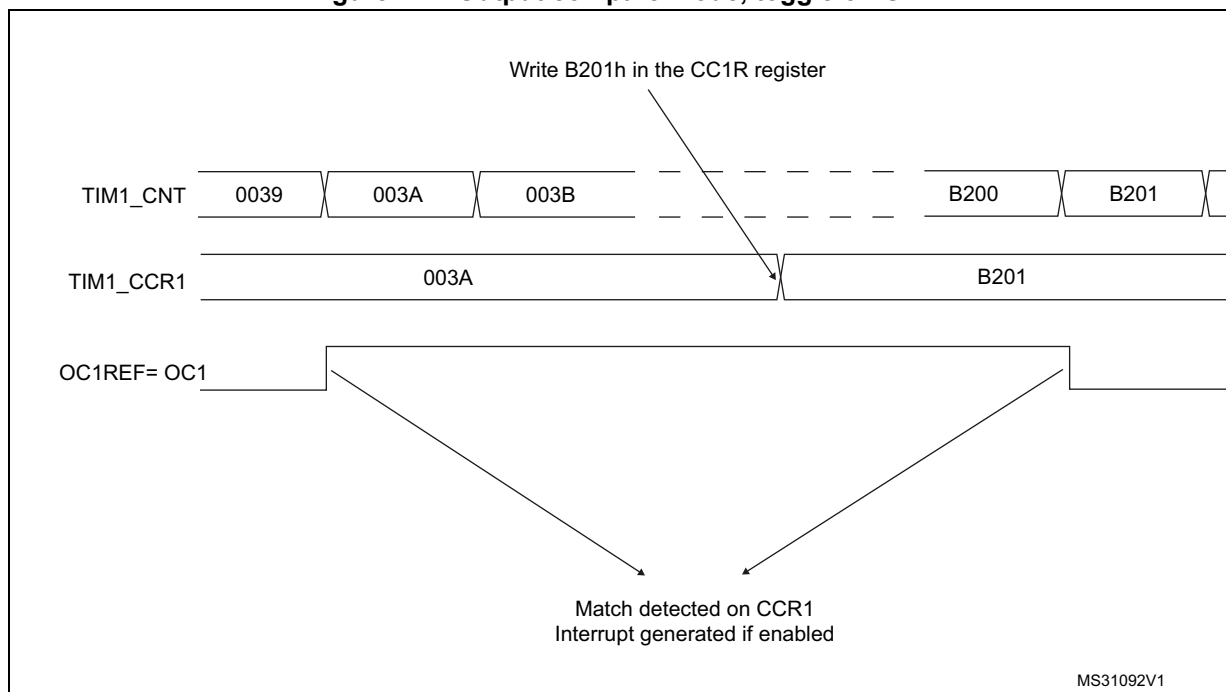 Write B201h in the CC1R register
TIM1_CNT 0039 003A 003B B200 B201
TIM1_CCR1 003A B201
OC1REF= OC1
Match detected on CCR1
Interrupt generated if enabled
MS31092V1